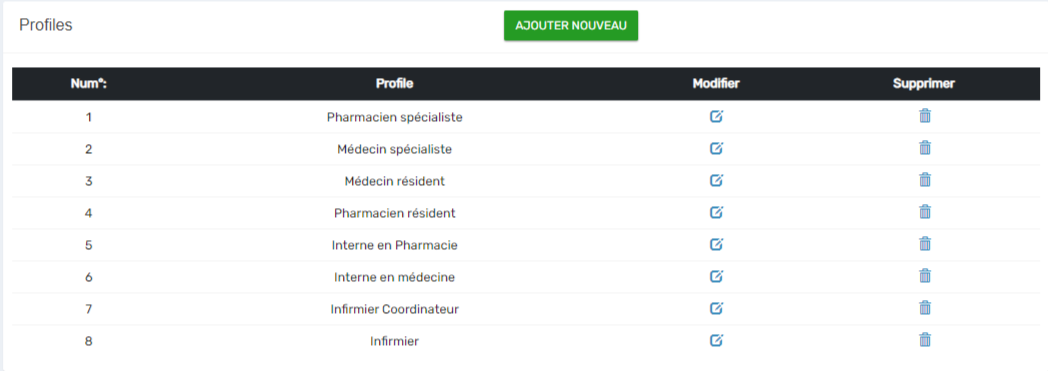 Profiles
AJOUTER NOUVEAU
Num°: Profile Modifier Supprimer
1 Pharmacien spécialiste
2 Médecin spécialiste
3 Médecin résident
4 Pharmacien résident
5 Interne en Pharmacie
6 Interne en médecine
7 Infirmier Coordinateur
8 Infirmier